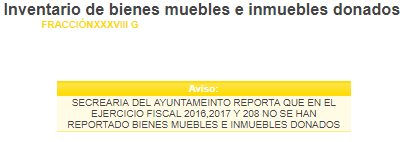 Inventario de bienes muebles e inmuebles donados
FRACCIÓNXXXVIII G
Aviso:
SECREARIA DEL AYUNTAMEINTO REPORTA QUE EN EL
EJERCICIO FISCAL 2016,2017 Y 208 NO SE HAN
REPORTADO BIENES MUEBLES E INMUEBLES DONADOS